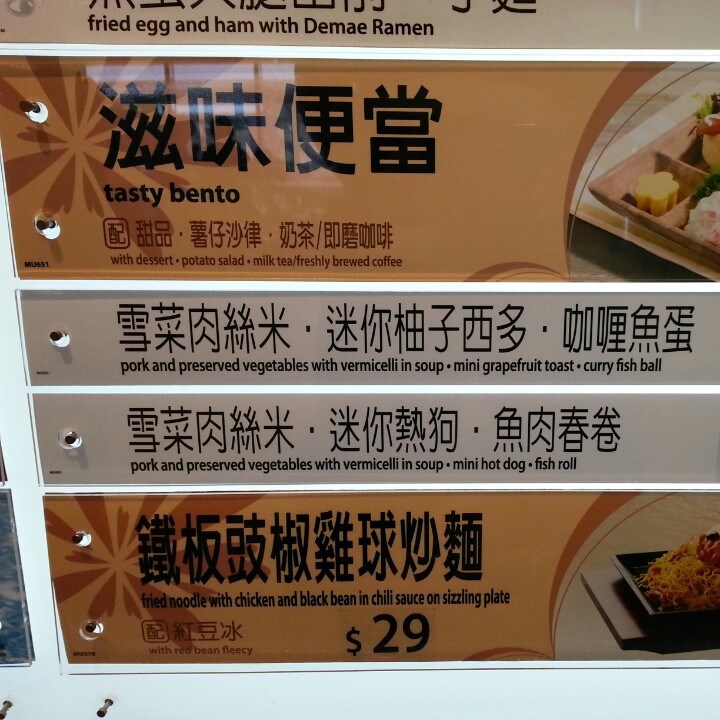 fried egg and ham with Demae Ramen
滋味便當
tasty bento
配 甜品．薯仔沙律．奶茶/即磨咖啡
with dessert • potato salad • milk tea/freshly brewed coffee
MU651
雪菜肉絲米．迷你柚子西多．咖喱魚蛋
pork and preserved vegetables with vermicelli in soup • mini grapefruit toast • curry fish ball
雪菜肉絲米．迷你熱狗．魚肉春卷
pork and preserved vegetables with vermicelli in soup • mini hot dog • fish roll
鐵板豉椒雞球炒麵
fried noodle with chicken and black bean in chili sauce on sizzling plate
配 紅豆冰
with red bean fleecy
$29